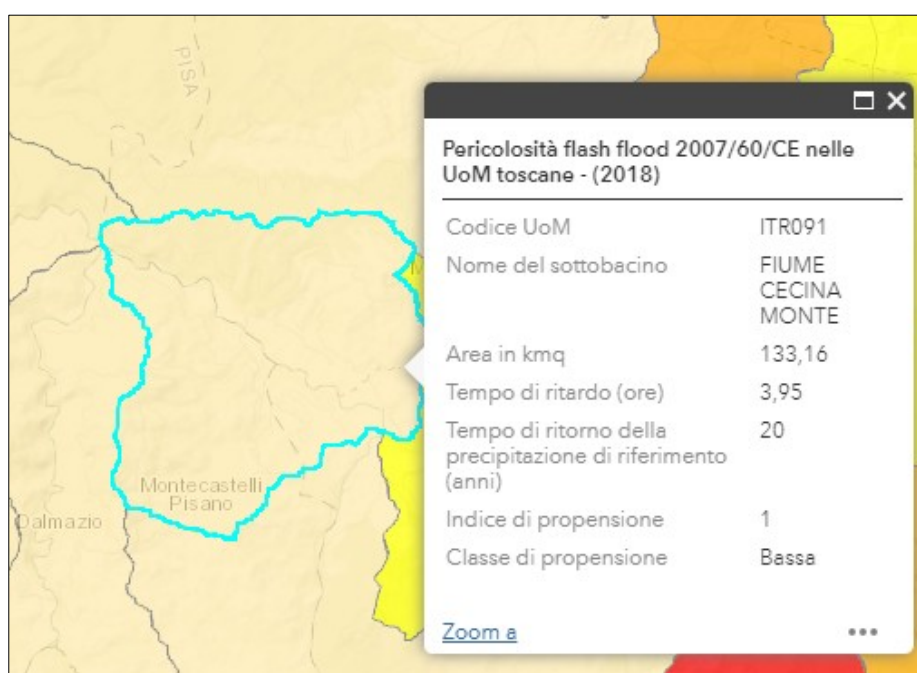 PISA
Pericolosità flash flood 2007/60/CE nelle
UoM toscane - (2018)
Codice UoM ITR091
Nome del sottobacino FIUME
CECINA
MONTE
Area in kmq 133,16
Tempo di ritardo (ore) 3,95
Tempo di ritorno della 20
precipitazione di riferimento
(anni)
Indice di propensione 1
Classe di propensione Bassa
Zoom a
Montecastelli
Pisano
Dalmazio